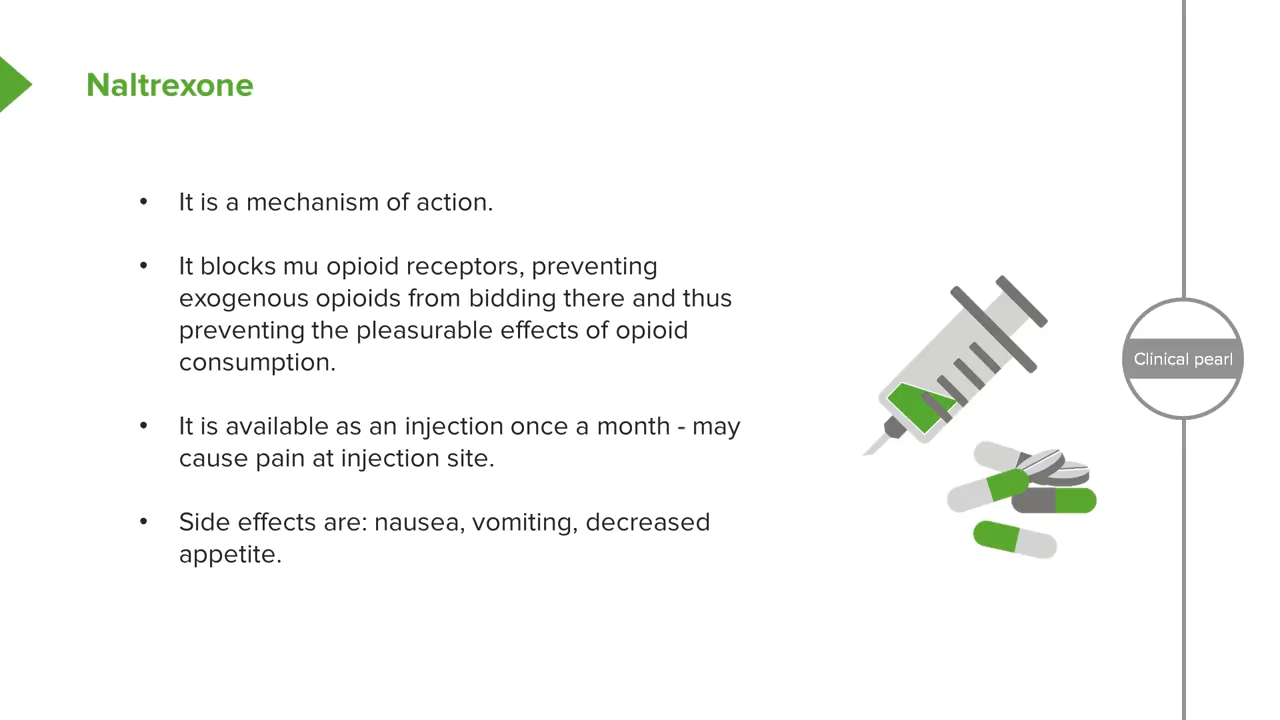 Naltrexone
• It is a mechanism of action.
• It blocks mu opioid receptors, preventing
exogenous opioids from bidding there and thus
preventing the pleasurable effects of opioid
consumption.
• It is available as an injection once a month - may
cause pain at injection site.
• Side effects are: nausea, vomiting, decreased
appetite.
Clinical pearl